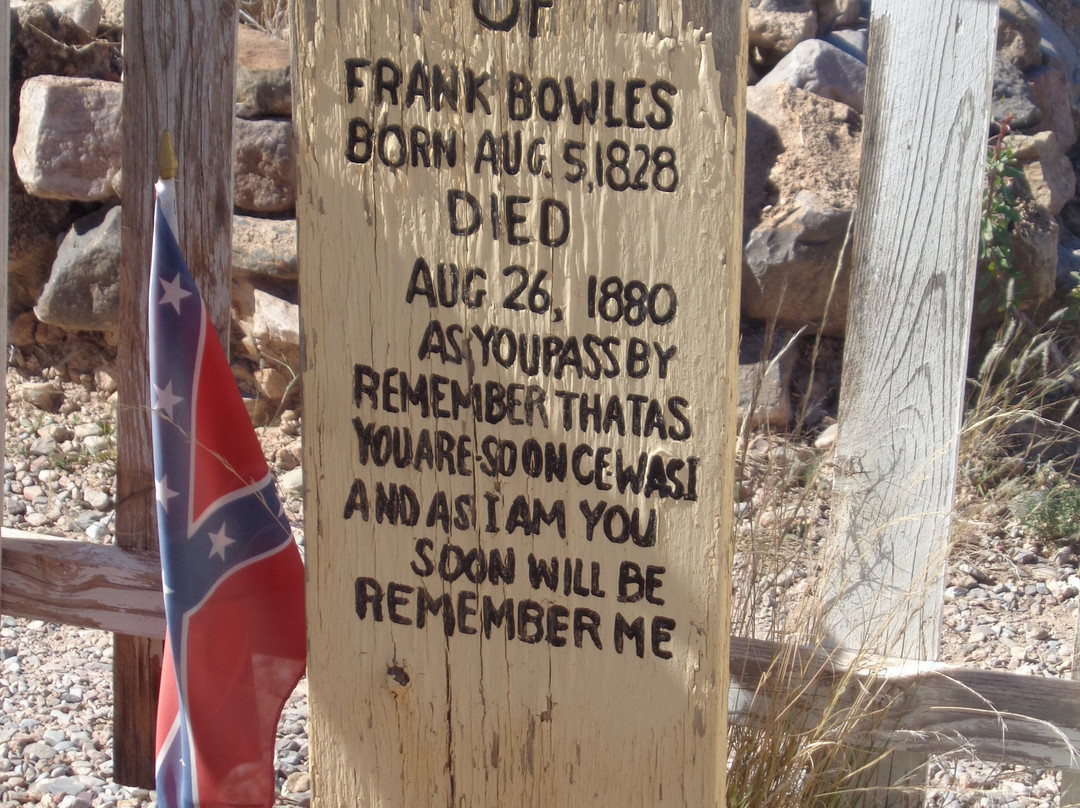 OF
FRANK BOWLES
BORN AUG. 5, 1828
DIED
AUG 26, 1880
AS YOU PASS BY
REMEMBER THAT AS
YOU ARE-SO ONCE WAS I
AND AS I AM YOU
SOON WILL BE
REMEMBER ME